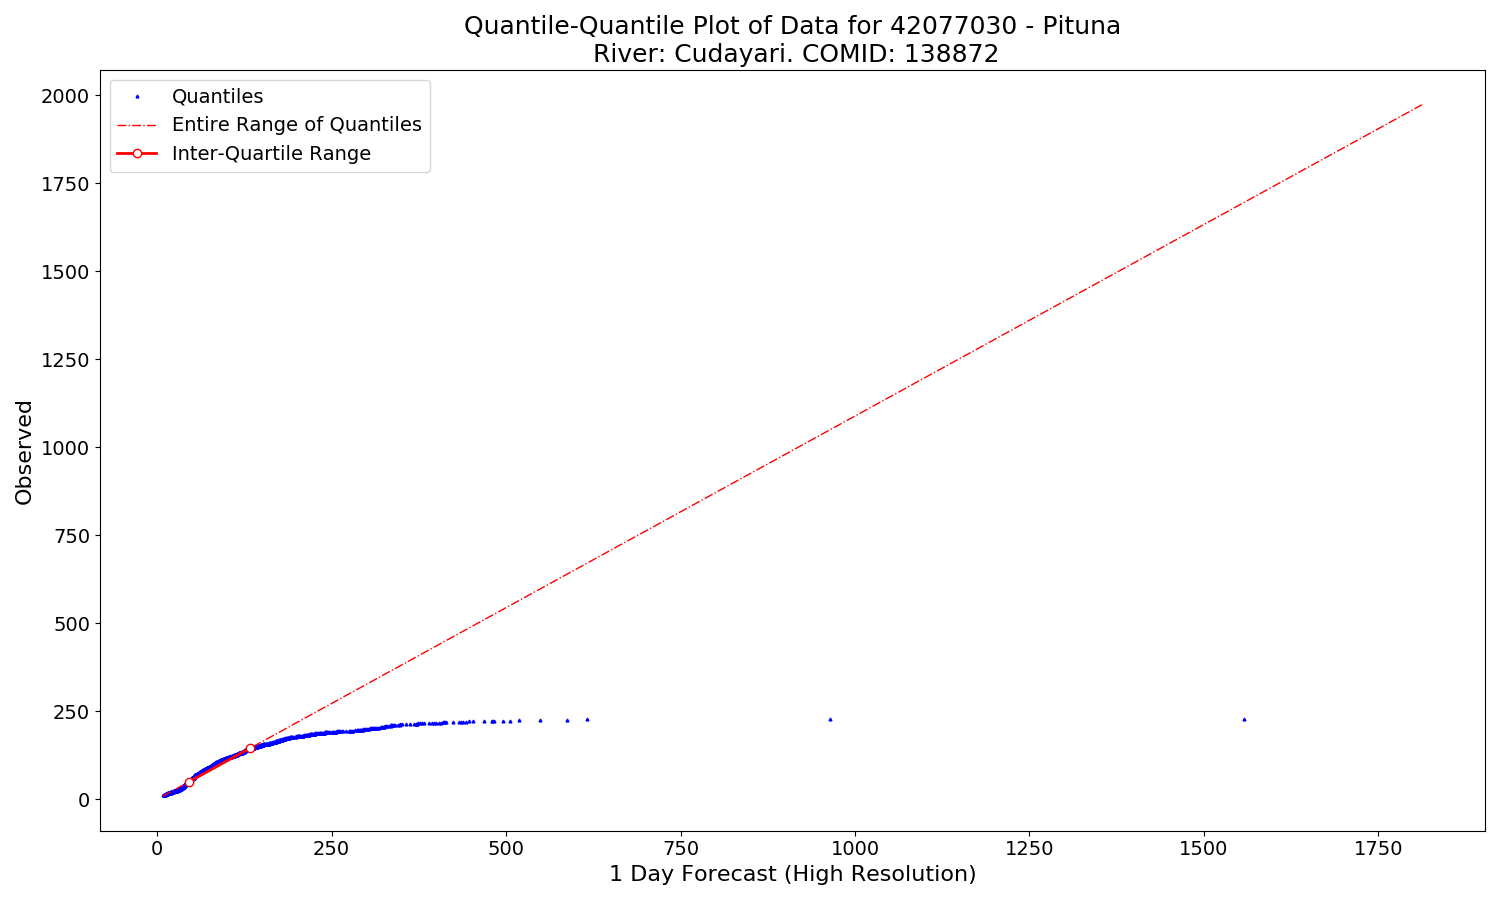 Quantile-Quantile Plot of Data for 42077030 - Pituna
River: Cudayari. COMID: 138872
Quantiles
Entire Range of Quantiles
Inter-Quartile Range
Observed
2000
1750
1500
1250
1000
750
500
250
0
0 250 500 750 1000 1250 1500 1750
1 Day Forecast (High Resolution)